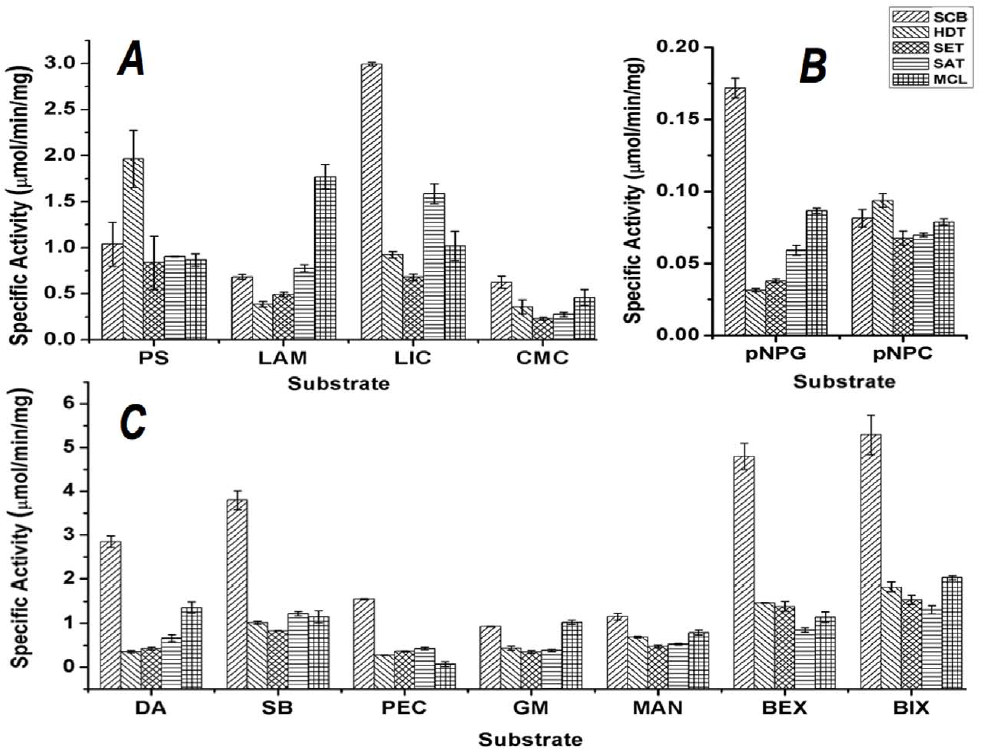 A
Specific Activity (μmol/min/mg)
3.0
2.5
2.0
1.5
1.0
0.5
0.0
PS LAM LIC CMC
Substrate
B
SCB
HDT
SET
SAT
MCL
Specific Activity (μmol/min/mg)
0.20
0.15
0.10
0.05
0.00
pNPG pNPC
Substrate
C
Specific Activity (μmol/min/mg)
6
5
4
3
2
1
0
DA SB PEC GM MAN BEX BIX
Substrate